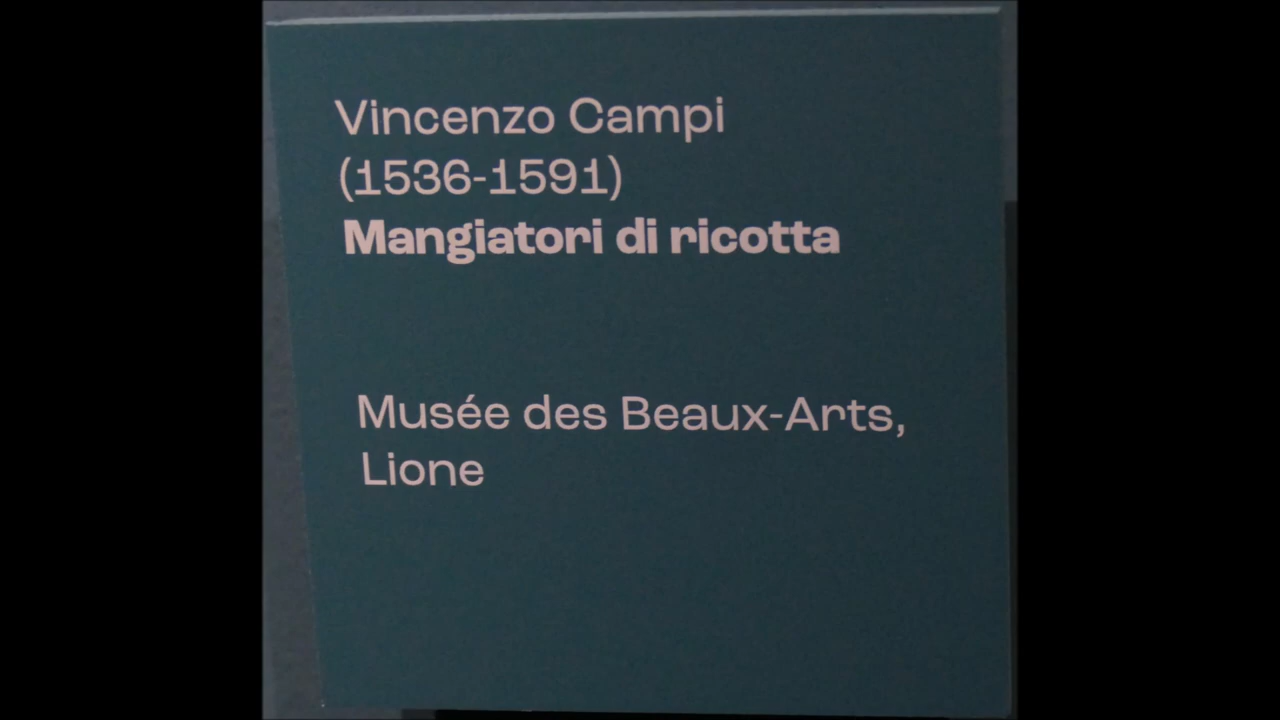 Vincenzo Campi
(1536-1591)
Mangiatori di ricotta
Musée des Beaux-Arts,
Lione